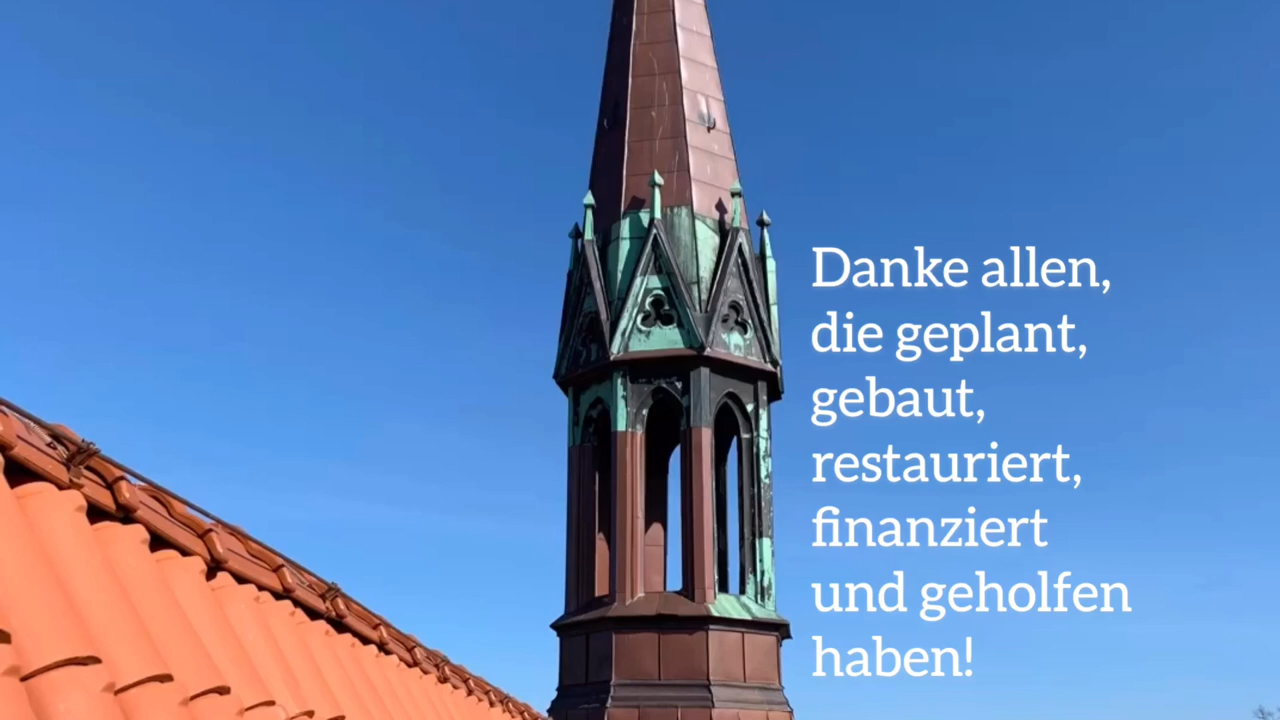 Danke allen,
die geplant,
gebaut,
restauriert,
finanziert
und geholfen
haben!